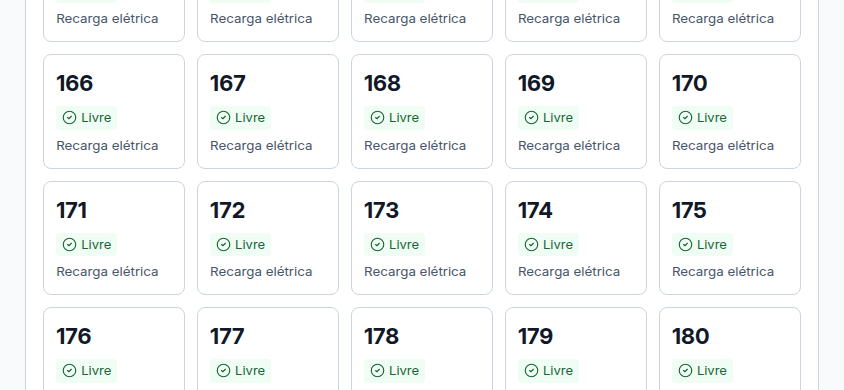 Recarga elétrica Recarga elétrica Recarga elétrica Recarga elétrica Recarga elétrica
166 167 168 169 170
Livre Livre Livre Livre Livre
Recarga elétrica Recarga elétrica Recarga elétrica Recarga elétrica Recarga elétrica
171 172 173 174 175
Livre Livre Livre Livre Livre
Recarga elétrica Recarga elétrica Recarga elétrica Recarga elétrica Recarga elétrica
176 177 178 179 180
Livre Livre Livre Livre Livre